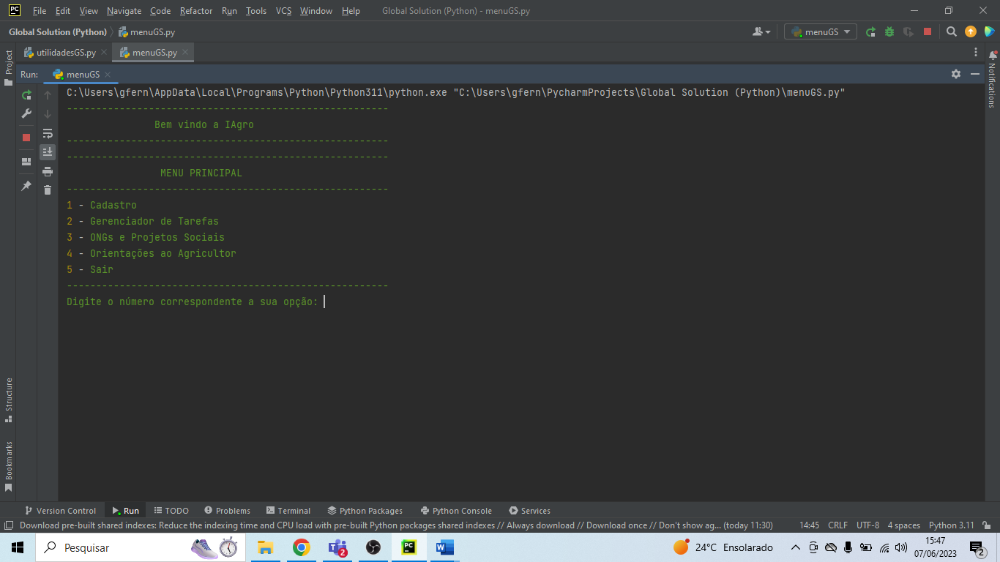 PC File Edit View Navigate Code Refactor Run Tools VCS Window Help Global Solution (Python) - menuGS.py
Global Solution (Python) menuGS.py menuGS
Project
utilidadesGS.py menuGS.py
Notifications
Run: menuGS
C:\Users\gfern\AppData\Local\Programs\Python\Python311\python.exe "C:\Users\gfern\PycharmProjects\Global Solution (Python)\menuGS.py"
-------------------------------------------------------
Bem vindo a IAgro
-------------------------------------------------------
-------------------------------------------------------
MENU PRINCIPAL
-------------------------------------------------------
1 - Cadastro
2 - Gerenciador de Tarefas
3 - ONGs e Projetos Sociais
4 - Orientações ao Agricultor
5 - Sair
-------------------------------------------------------
Digite o número correspondente a sua opção:
Structure
Bookmarks
Version Control Run TODO Problems Terminal Python Packages Python Console Services
Download pre-built shared indexes: Reduce the indexing time and CPU load with pre-built Python packages shared indexes // Always download // Download once // Don't show ag... (today 11:30) 14:45 CRLF UTF-8 4 spaces Python 3.11
Pesquisar 2 PC W 24°C Ensolarado 15:47
07/06/2023 2